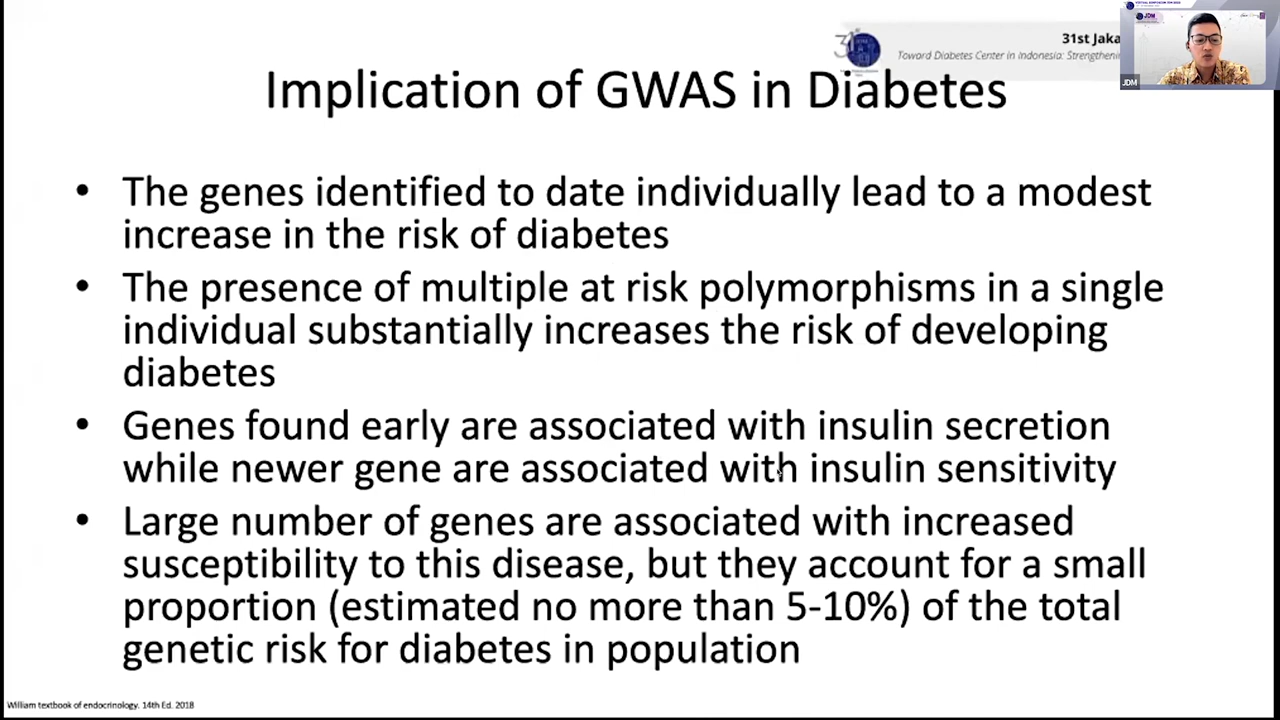 31st Jaka
Toward Diabetes Center in Indonesia: Strengthenin
Implication of GWAS in Diabetes
• The genes identified to date individually lead to a modest
increase in the risk of diabetes
• The presence of multiple at risk polymorphisms in a single
individual substantially increases the risk of developing
diabetes
• Genes found early are associated with insulin secretion
while newer gene are associated with insulin sensitivity
• Large number of genes are associated with increased
susceptibility to this disease, but they account for a small
proportion (estimated no more than 5-10%) of the total
genetic risk for diabetes in population
William textbook of endocrinology. 14th Ed. 2018
JDM
JDM